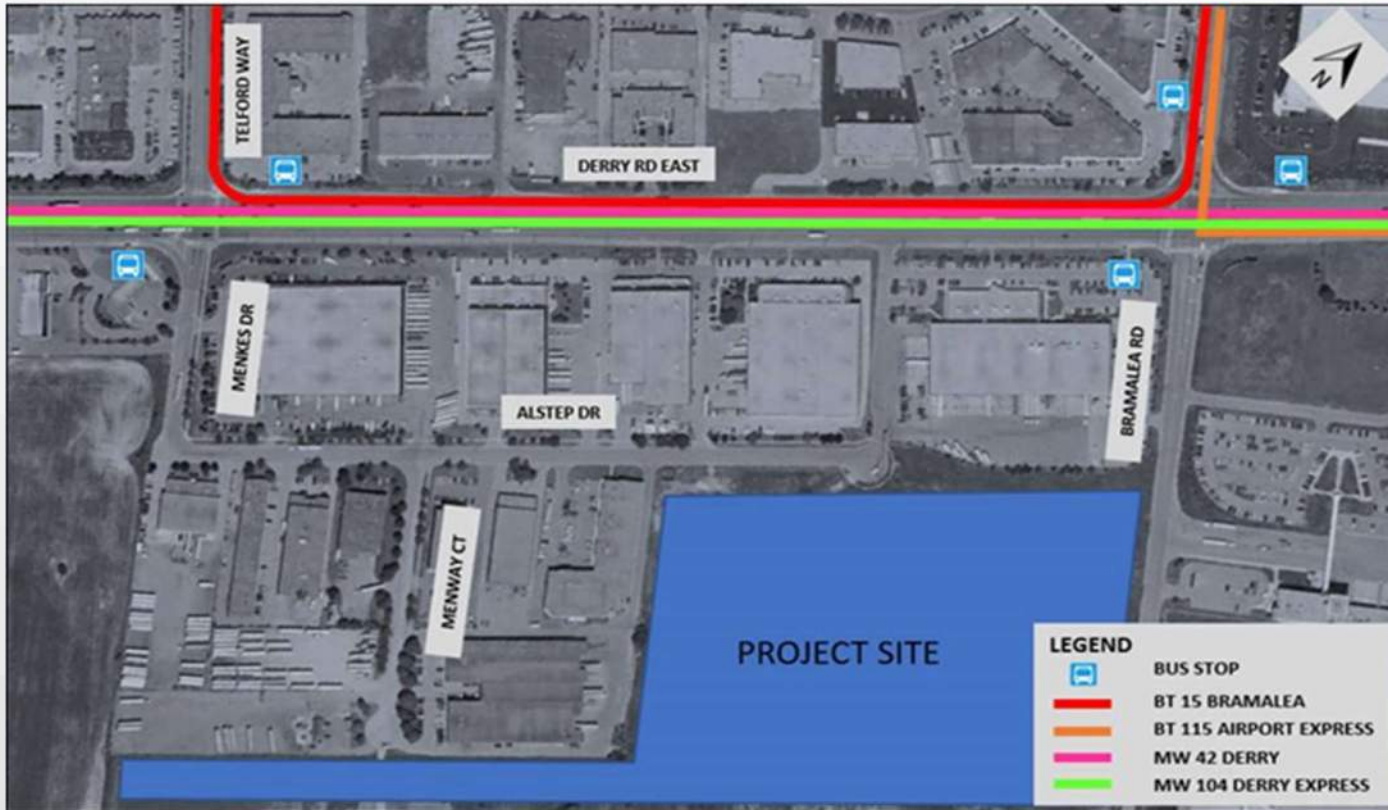 TELFORD WAY
N
DERRY RD EAST
MENKES DR
ALSTEP DR
BRAMALEA RD
MENWAY CT
PROJECT SITE
LEGEND
BUS STOP
BT 15 BRAMALEA
BT 115 AIRPORT EXPRESS
MW 42 DERRY
MW 104 DERRY EXPRESS